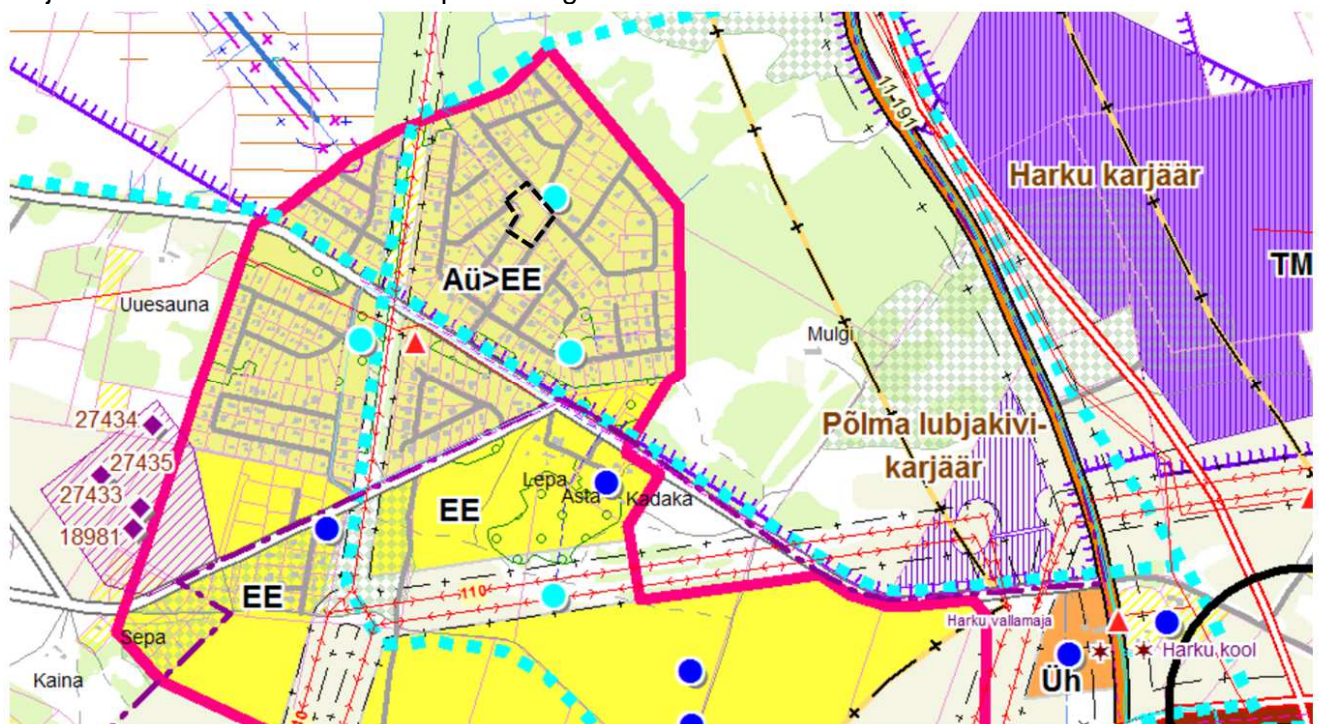 11-191
Harku karjäär
TM
Aü>EE
Uuesauna
Mulgi
27434
27435
27433
18981
Põlma lubjakivi-
karjäär
Lepa
Asta
Kadaka
EE
EE
110
Harku vallamaja
Harku kool
Sepa
Kaina
Üh